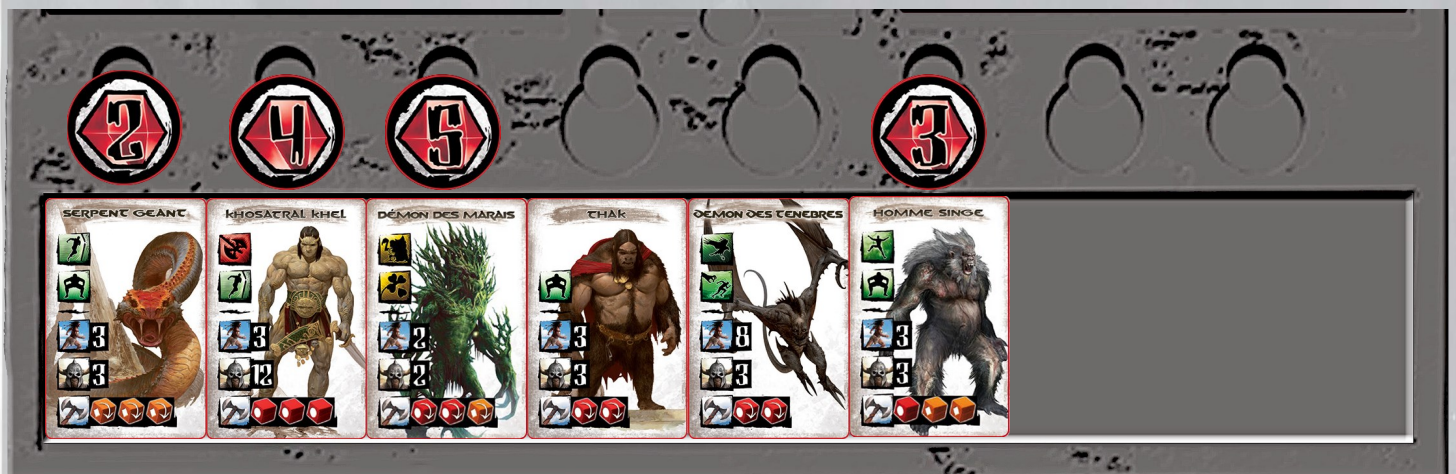 2 4 5 3
SERPENT GEANT
KHOSATRAL KHEL
DÉMON DES MARAIS
THAK
DEMON DES TENEBRES
HOMME SINGE
3 3 2 3 8 3
3 12 2 3 3 3